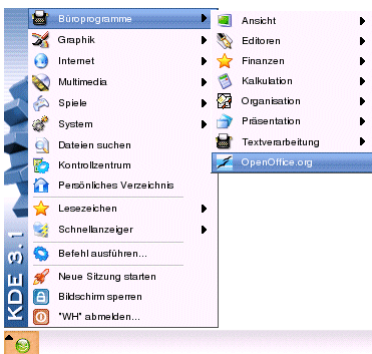 Büroprogramme
Graphik
Internet
Multimedia
Spiele
System
Dateien suchen
Kontrollzentrum
Persönliches Verzeichnis
Lesezeichen
Schnellanzeiger
Befehl ausführen...
Neue Sitzung starten
Bildschirm sperren
"WH" abmelden...
KDE 3.1
Ansicht
Editoren
Finanzen
Kalkulation
Organisation
Präsentation
Textverarbeitung
OpenOffice.org